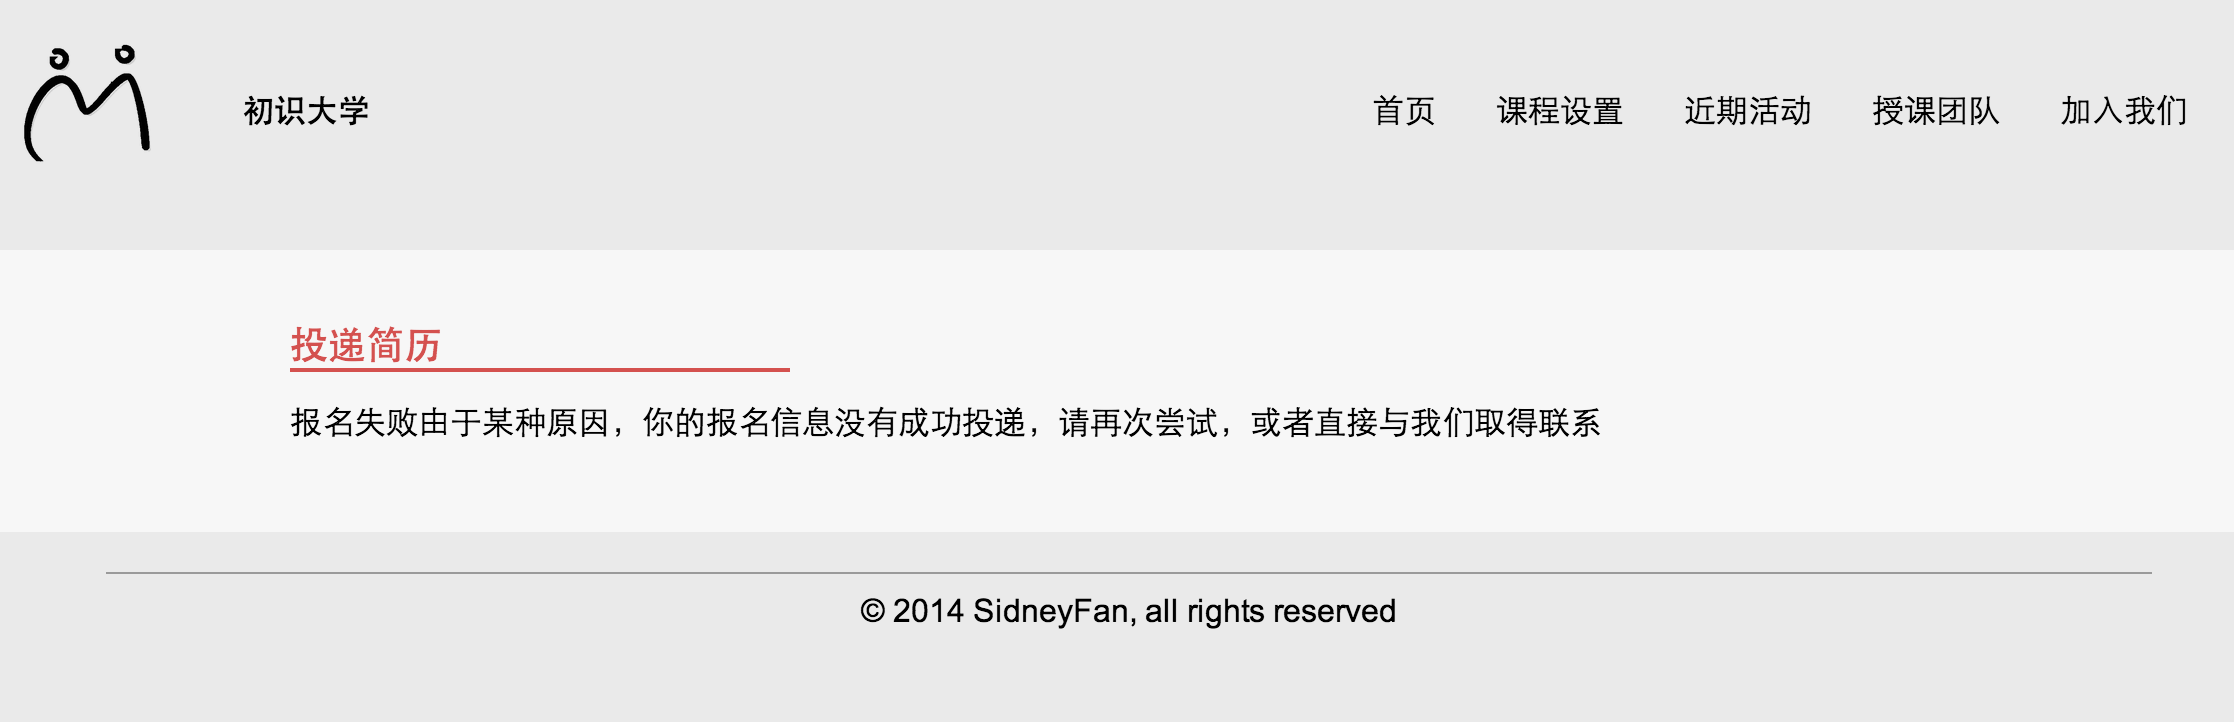 初识大学
首页 课程设置 近期活动 授课团队 加入我们
投递简历
报名失败由于某种原因，你的报名信息没有成功投递，请再次尝试，或者直接与我们取得联系
© 2014 SidneyFan, all rights reserved